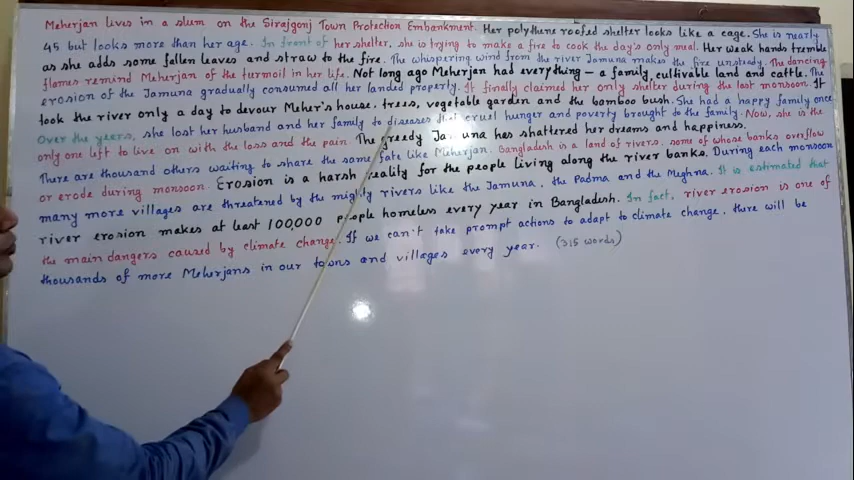 Meherjan lives in a slum on the Sirajgonj Town Protection Embankment. Her polythene roofed shelter looks like a cage. She is nearly
45 but looks more than her age. In front of her shelter, she is trying to make a fire to cook the day's only meal. Her weak hands tremble
as she adds some fallen leaves and straw to the fire. The whispering wind from the river Jamuna makes the fire unsteady. The dancing
flames remind Meherjan of the turmoil in her life. Not long ago Meherjan had everything – a family, cultivable land and cattle. The
erosion of the Jamuna gradually consumed all her landed property. It finally claimed her only shelter during the last monsoon. It
took the river only a day to devour Meher's house, trees, vegetable garden and the bamboo bush. She had a happy family once
Over the years, she lost her husband and her family to diseases that cruel hunger and poverty brought to the family. Now, she is the
only one left to live on with the loss and the pain. The greedy Jamuna has shattered her dreams and happiness.
There are thousand others waiting to share the same fate like Meherjan. Bangladesh is a land of rivers, some of whose banks overflow
or erode during monsoon. Erosion is a harsh reality for the people living along the river banks. During each monsoon
many more villages are threatened by the mighty rivers like the Jamuna, the Padma and the Meghna. It is estimated that
river erosion makes at least 100,000 people homeless every year in Bangladesh. In fact, river erosion is one of
the main dangers caused by climate change. If we can't take prompt actions to adapt to climate change, there will be
thousands of more Meherjans in our towns and villages every year. (315 words)